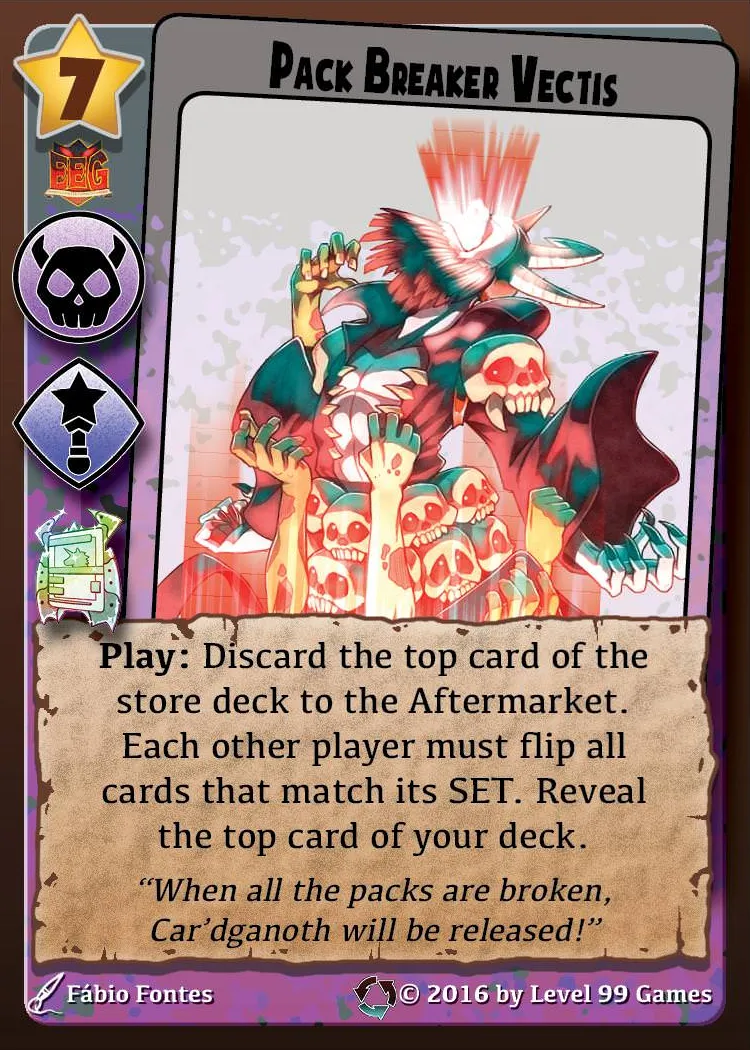 7
PACK BREAKER VECTIS
EEG
Play: Discard the top card of the
store deck to the Aftermarket.
Each other player must flip all
cards that match its SET. Reveal
the top card of your deck.
“When all the packs are broken,
Car’dganoth will be released!”
Fábio Fontes
© 2016 by Level 99 Games